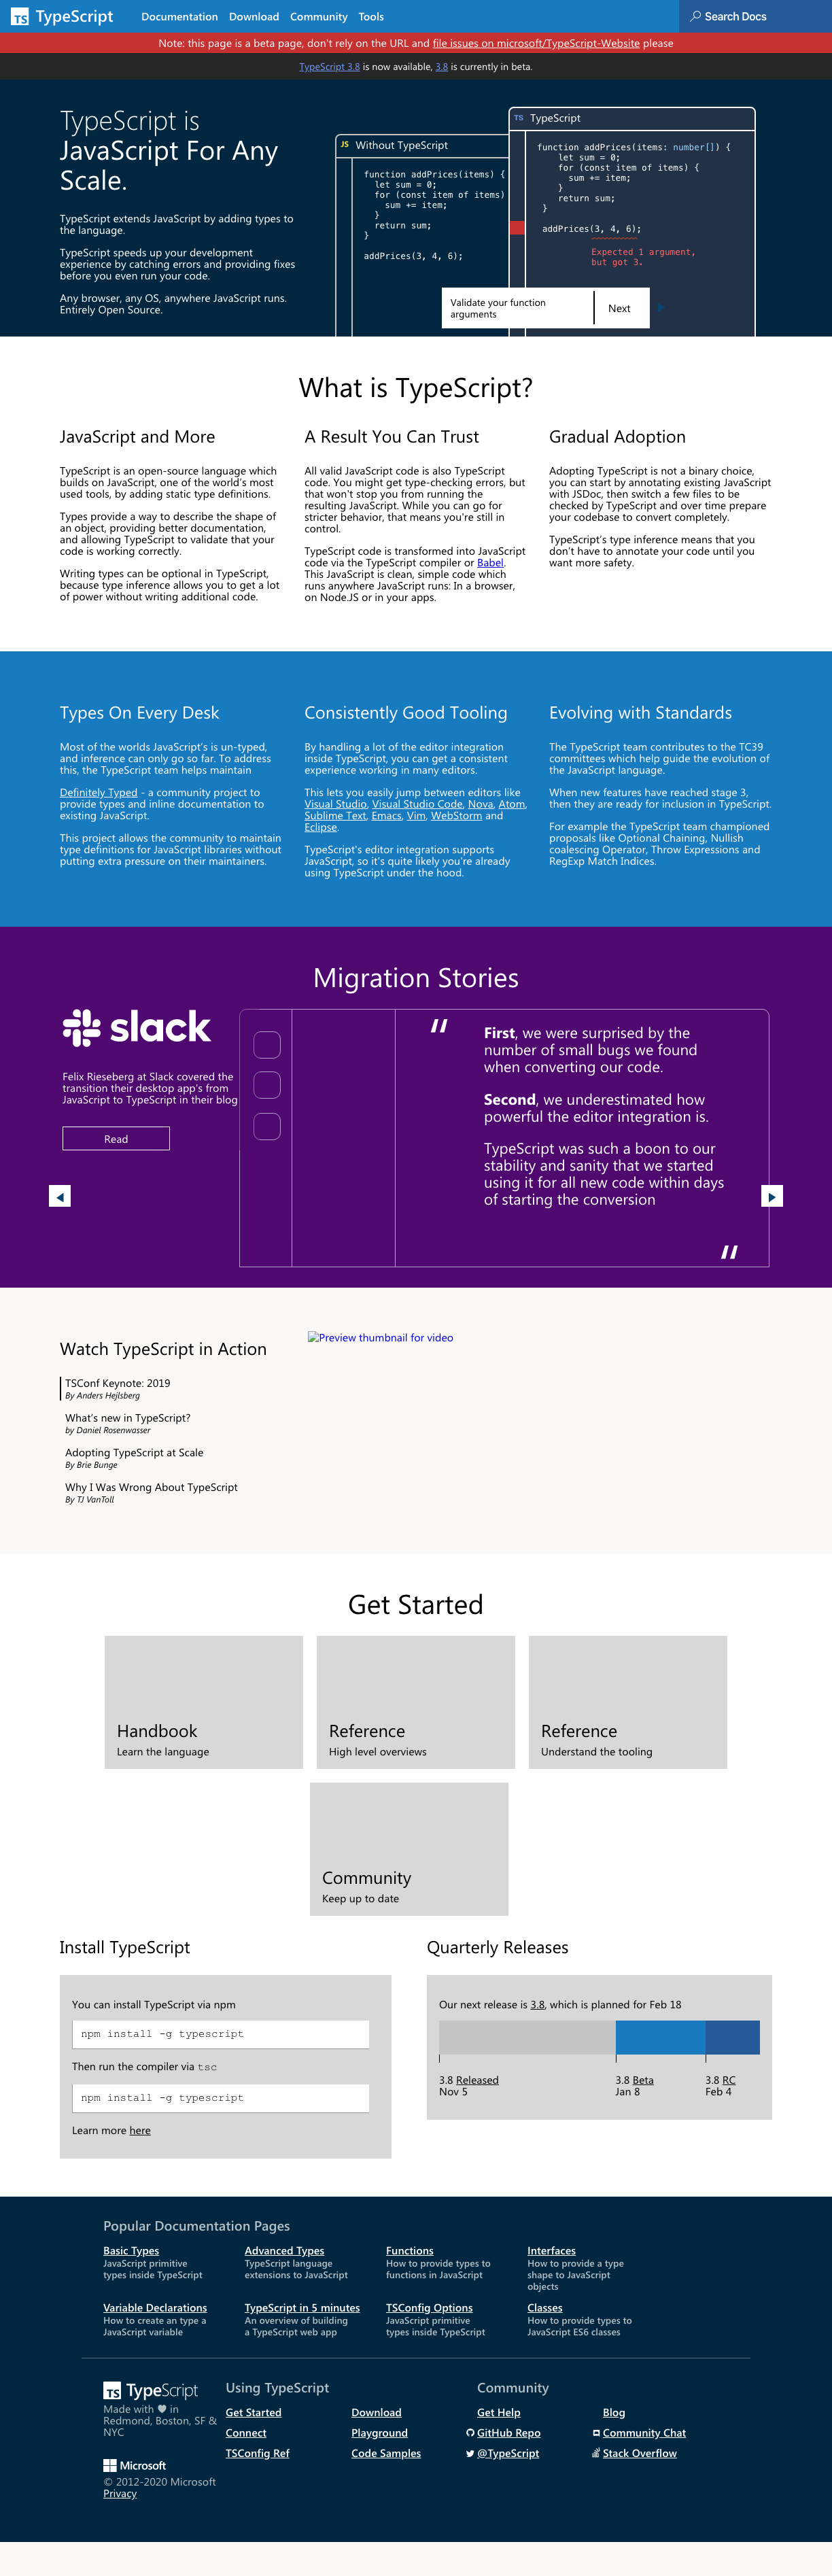 TS TypeScript
Documentation Download Community Tools
Search Docs
Note: this page is a beta page, don't rely on the URL and file issues on microsoft/TypeScript-Website please
TypeScript 3.8 is now available, 3.8 is currently in beta.
TypeScript is
JavaScript For Any
Scale.
TypeScript extends JavaScript by adding types to
the language.
TypeScript speeds up your development
experience by catching errors and providing fixes
before you even run your code.
Any browser, any OS, anywhere JavaScript runs.
Entirely Open Source.
JS Without TypeScript
function addPrices(items) {
let sum = 0;
for (const item of items)
sum += item;
}
return sum;
}
addPrices(3, 4, 6);
TS TypeScript
function addPrices(items: number[]) {
let sum = 0;
for (const item of items) {
sum += item;
}
return sum;
}
addPrices(3, 4, 6);
Expected 1 argument,
but got 3.
Validate your function
arguments
Next
What is TypeScript?
JavaScript and More
TypeScript is an open-source language which
builds on JavaScript, one of the world's most
used tools, by adding static type definitions.
Types provide a way to describe the shape of
an object, providing better documentation,
and allowing TypeScript to validate that your
code is working correctly.
Writing types can be optional in TypeScript,
because type inference allows you to get a lot
of power without writing additional code.
A Result You Can Trust
All valid JavaScript code is also TypeScript
code. You might get type-checking errors, but
that won't stop you from running the
resulting JavaScript. While you can go for
stricter behavior, that means you're still in
control.
TypeScript code is transformed into JavaScript
code via the TypeScript compiler or Babel.
This JavaScript is clean, simple code which
runs anywhere JavaScript runs: In a browser,
on Node.JS or in your apps.
Gradual Adoption
Adopting TypeScript is not a binary choice,
you can start by annotating existing JavaScript
with JSDoc, then switch a few files to be
checked by TypeScript and over time prepare
your codebase to convert completely.
TypeScript's type inference means that you
don't have to annotate your code until you
want more safety.
Types On Every Desk
Most of the worlds JavaScript's is un-typed,
and inference can only go so far. To address
this, the TypeScript team helps maintain
Definitely Typed - a community project to
provide types and inline documentation to
existing JavaScript.
This project allows the community to maintain
type definitions for JavaScript libraries without
putting extra pressure on their maintainers.
Consistently Good Tooling
By handling a lot of the editor integration
inside TypeScript, you can get a consistent
experience working in many editors.
This lets you easily jump between editors like
Visual Studio, Visual Studio Code, Nova, Atom,
Sublime Text, Emacs, Vim, WebStorm and
Eclipse.
TypeScript's editor integration supports
JavaScript, so it's quite likely you're already
using TypeScript under the hood.
Evolving with Standards
The TypeScript team contributes to the TC39
committees which help guide the evolution of
the JavaScript language.
When new features have reached stage 3,
then they are ready for inclusion in TypeScript.
For example the TypeScript team championed
proposals like Optional Chaining, Nullish
coalescing Operator, Throw Expressions and
RegExp Match Indices.
Migration Stories
slack
Felix Rieseberg at Slack covered the
transition their desktop app's from
JavaScript to TypeScript in their blog
Read
"
First, we were surprised by the
number of small bugs we found
when converting our code.
Second, we underestimated how
powerful the editor integration is.
TypeScript was such a boon to our
stability and sanity that we started
using it for all new code within days
of starting the conversion
"
Watch TypeScript in Action
TSConf Keynote: 2019
By Anders Hejlsberg
What's new in TypeScript?
by Daniel Rosenwasser
Adopting TypeScript at Scale
By Brie Bunge
Why I Was Wrong About TypeScript
By TJ VanToll
Preview thumbnail for video
Get Started
Handbook
Learn the language
Reference
High level overviews
Reference
Understand the tooling
Community
Keep up to date
Install TypeScript
You can install TypeScript via npm
npm install -g typescript
Then run the compiler via tsc
npm install -g typescript
Learn more here
Quarterly Releases
Our next release is 3.8, which is planned for Feb 18
3.8 Released
Nov 5
3.8 Beta
Jan 8
3.8 RC
Feb 4
Popular Documentation Pages
Basic Types
JavaScript primitive
types inside TypeScript
Advanced Types
TypeScript language
extensions to JavaScript
Functions
How to provide types to
functions in JavaScript
Interfaces
How to provide a type
shape to JavaScript
objects
Variable Declarations
How to create an type a
JavaScript variable
TypeScript in 5 minutes
An overview of building
a TypeScript web app
TSConfig Options
JavaScript primitive
types inside TypeScript
Classes
How to provide types to
JavaScript ES6 classes
TS TypeScript
Made with ♥ in
Redmond, Boston, SF &
NYC
Microsoft
© 2012-2020 Microsoft
Privacy
Using TypeScript
Get Started
Download
Connect
Playground
TSConfig Ref
Code Samples
Community
Get Help
Blog
GitHub Repo
Community Chat
@TypeScript
Stack Overflow